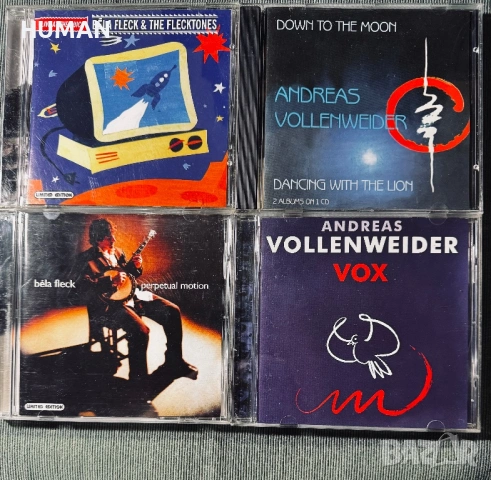 HUMAN
BÉLA FLECK & THE FLECKTONES
LIMITED EDITION
DOWN TO THE MOON
ANDREAS
VOLLENWEIDER
DANCING WITH THE LION
2 ALBUMS ON 1 CD
béla fleck
perpetual motion
LIMITED EDITION
ANDREAS
VOLLENWEIDER
VOX
BAZAR